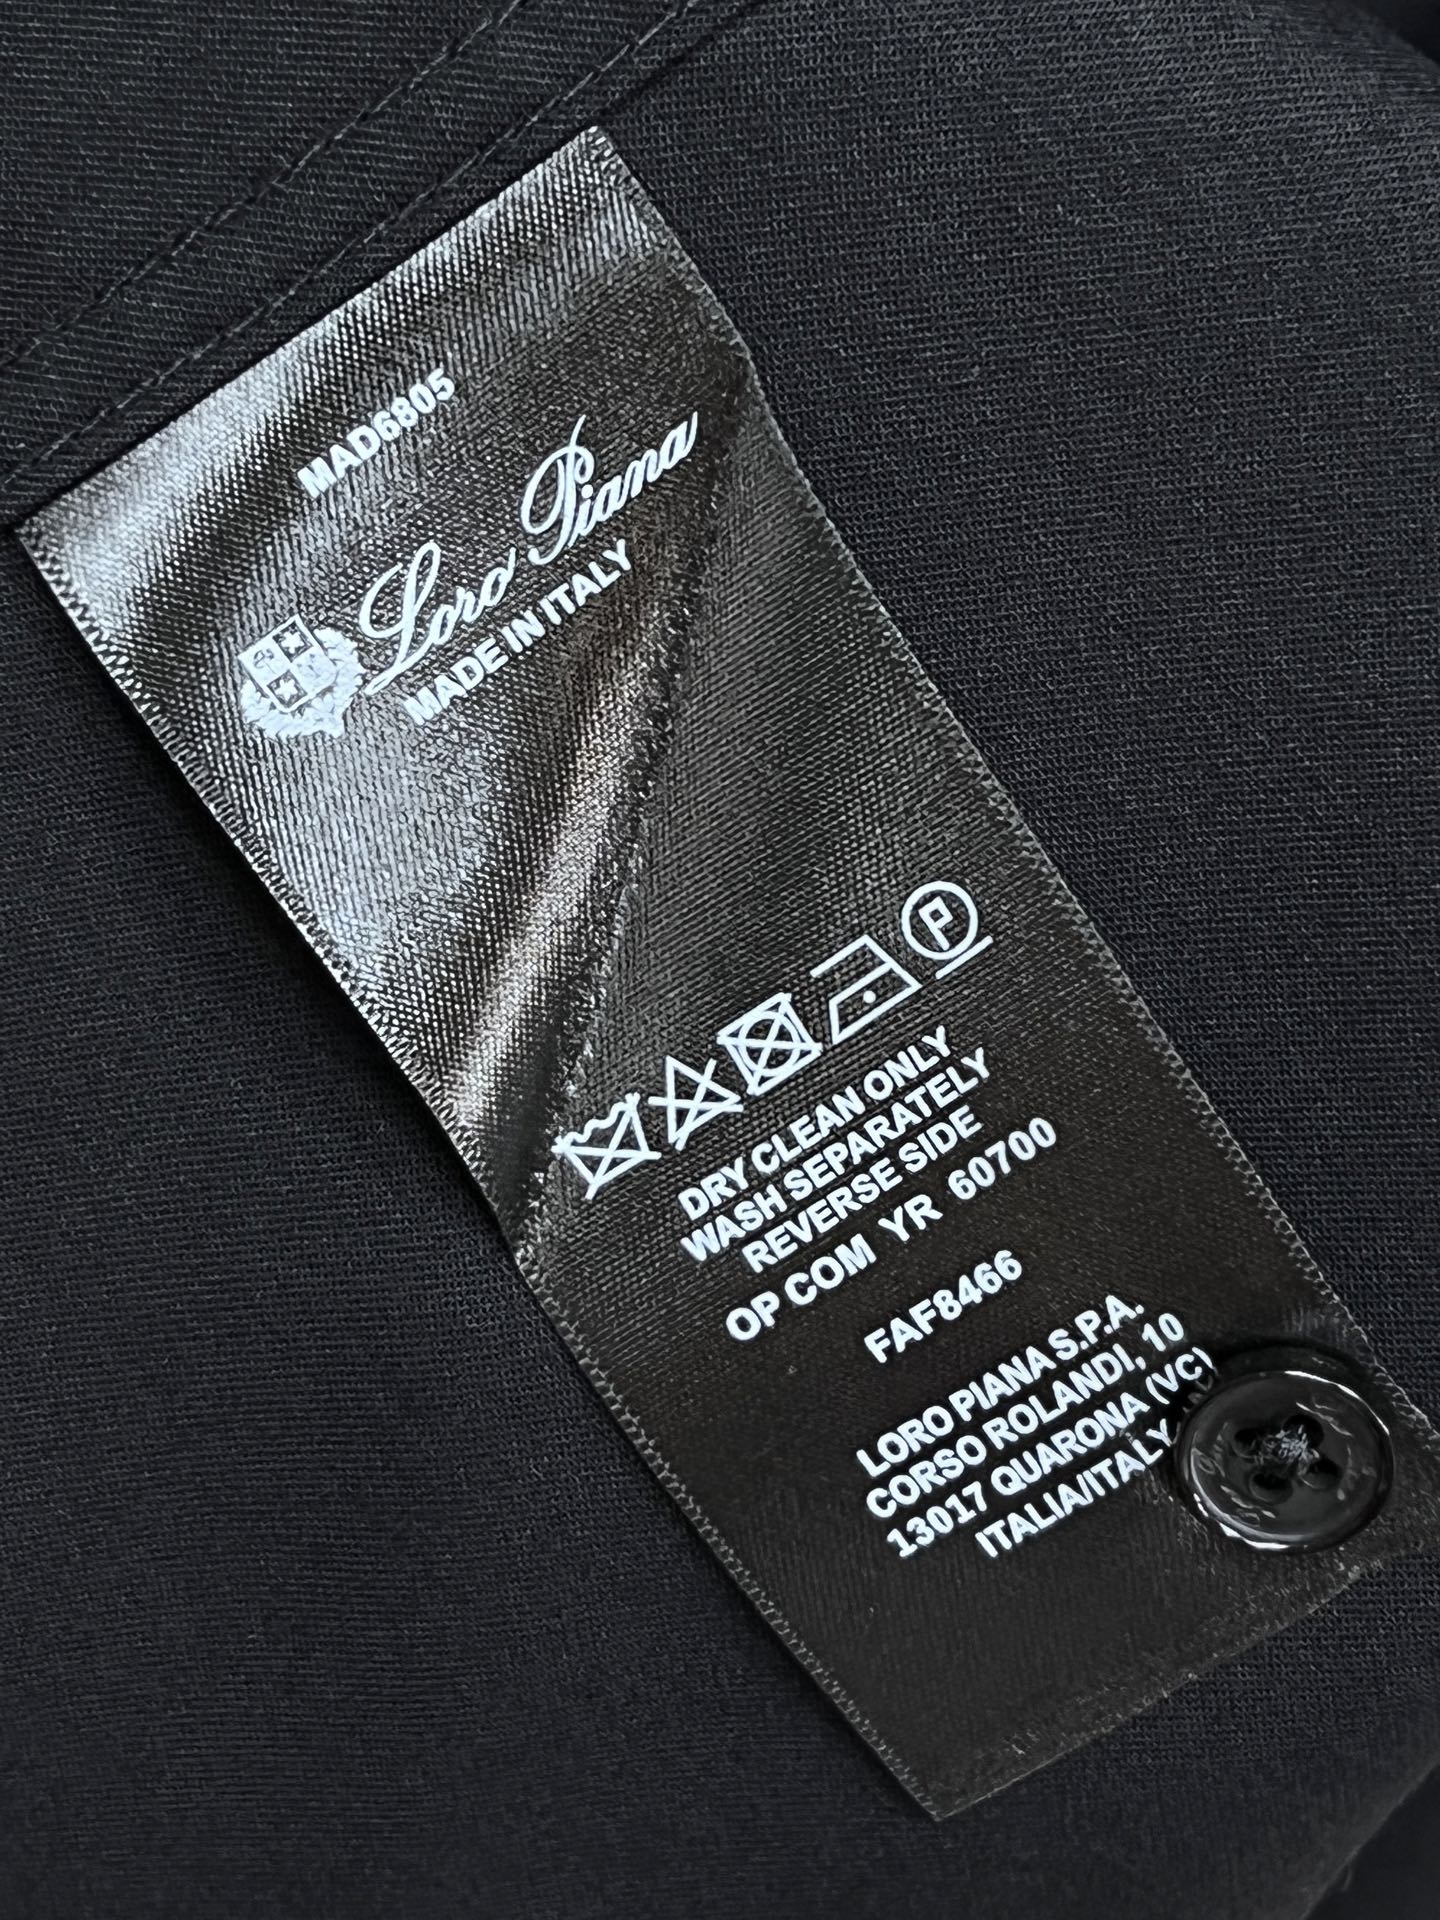 MAD6805
Loro Piana
MADE IN ITALY
P
DRY CLEAN ONLY
WASH SEPARATELY
REVERSE SIDE
OP COM YR 60700
FAF8466
LORO PIANA S.P.A.
CORSO ROLANDI, 10
13017 QUARONA (VC)
ITALIA/ITALY